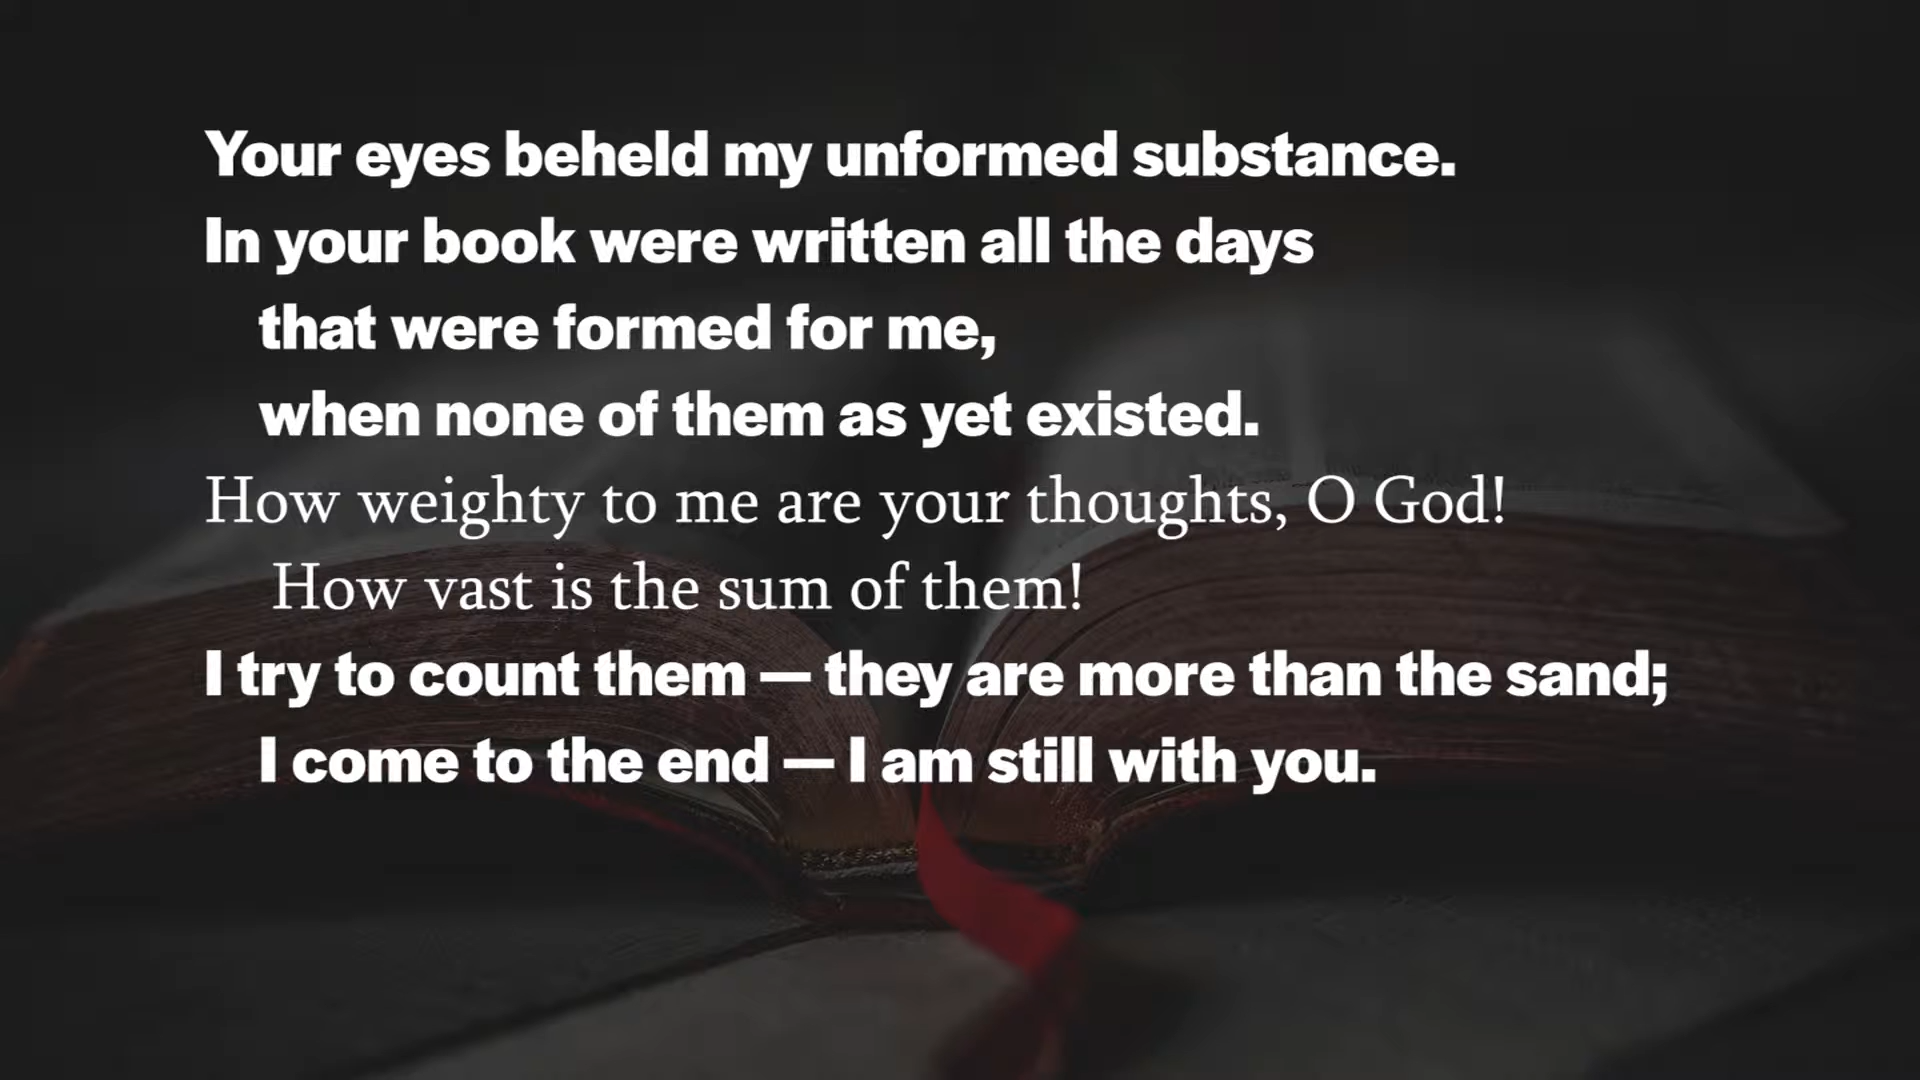 Your eyes beheld my unformed substance.
In your book were written all the days
that were formed for me,
when none of them as yet existed.
How weighty to me are your thoughts, O God!
How vast is the sum of them!
I try to count them — they are more than the sand;
I come to the end — I am still with you.